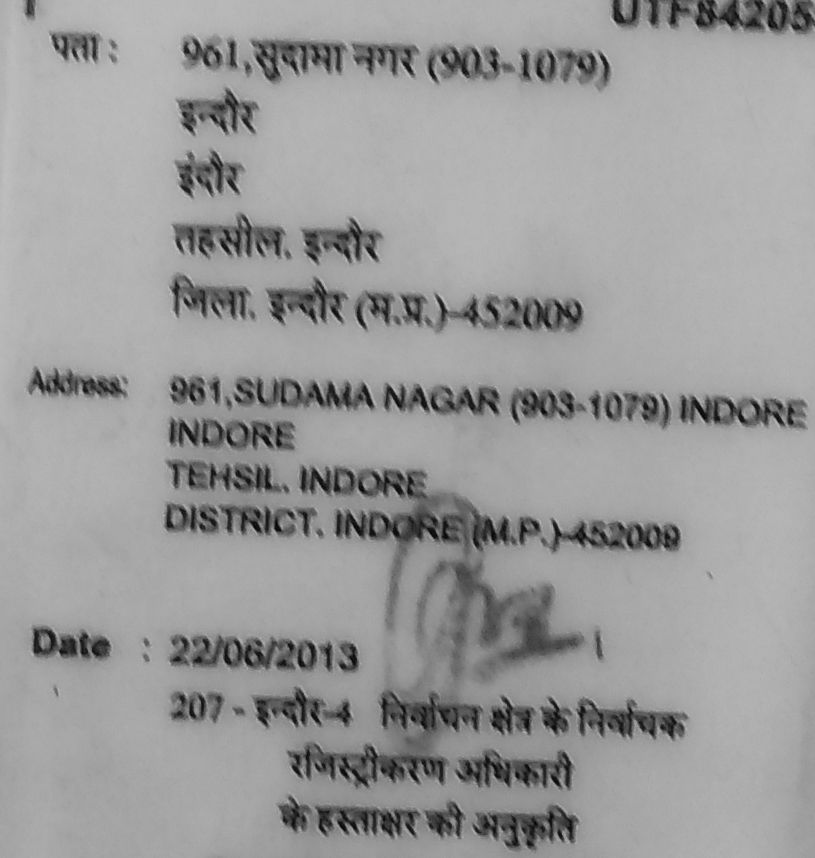 UTF84205
पता : 961,सुदामा नगर (903-1079)
इन्दौर
इंदौर
तहसील. इन्दौर
जिला. इन्दौर (म.प्र.)-452009
Address: 961,SUDAMA NAGAR (903-1079) INDORE
INDORE
TEHSIL. INDORE
DISTRICT. INDORE (M.P.)-452009
Date : 22/06/2013
207 - इन्दौर-4 निर्वाचन क्षेत्र के निर्वाचक
रजिस्ट्रीकरण अधिकारी
के हस्ताक्षर की अनुकृति